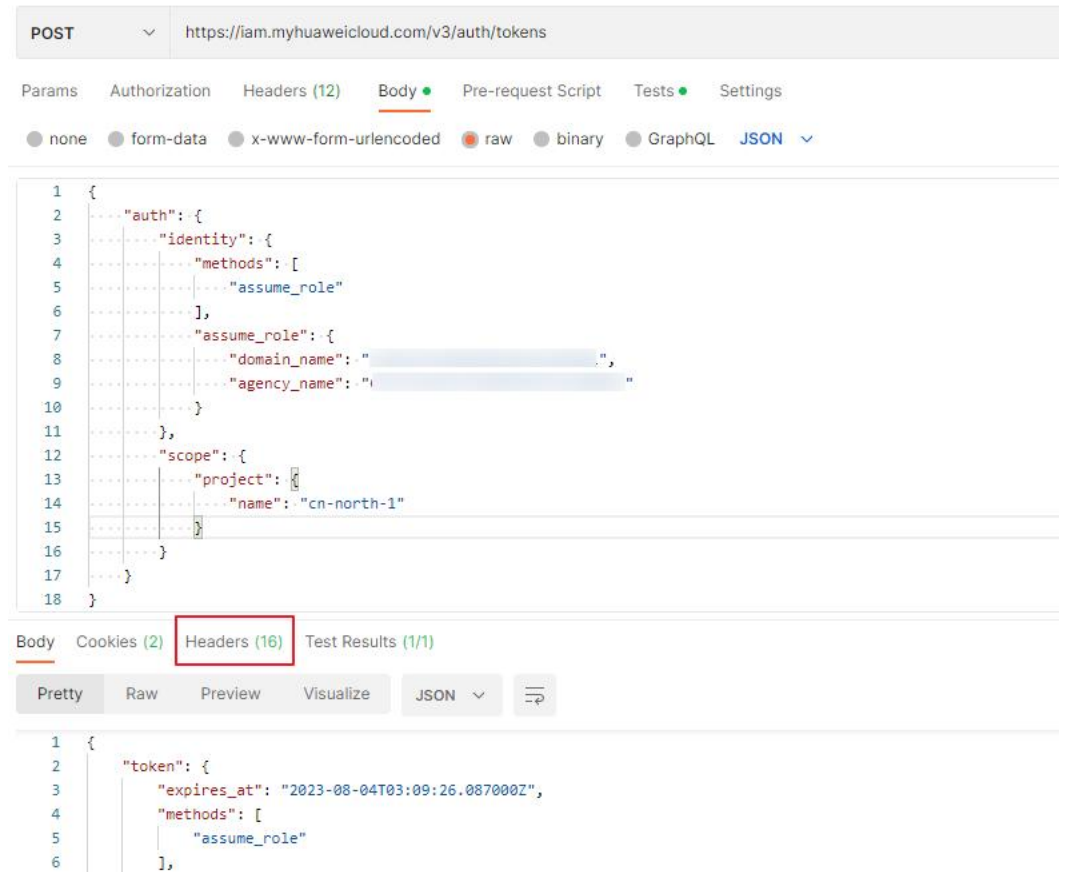 POST https://iam.myhuaweicloud.com/v3/auth/tokens
Params Authorization Headers (12) Body Pre-request Script Tests Settings
none form-data x-www-form-urlencoded raw binary GraphQL JSON
1 {
2 "auth": {
3 "identity": {
4 "methods": [
5 "assume_role"
6 ],
7 "assume_role": {
8 "domain_name": "",
9 "agency_name": ""
10 }
11 },
12 "scope": {
13 "project": {
14 "name": "cn-north-1"
15 }
16 }
17 }
18 }
Body Cookies (2) Headers (16) Test Results (1/1)
Pretty Raw Preview Visualize JSON
1 {
2 "token": {
3 "expires_at": "2023-08-04T03:09:26.087000Z",
4 "methods": [
5 "assume_role"
6 ],